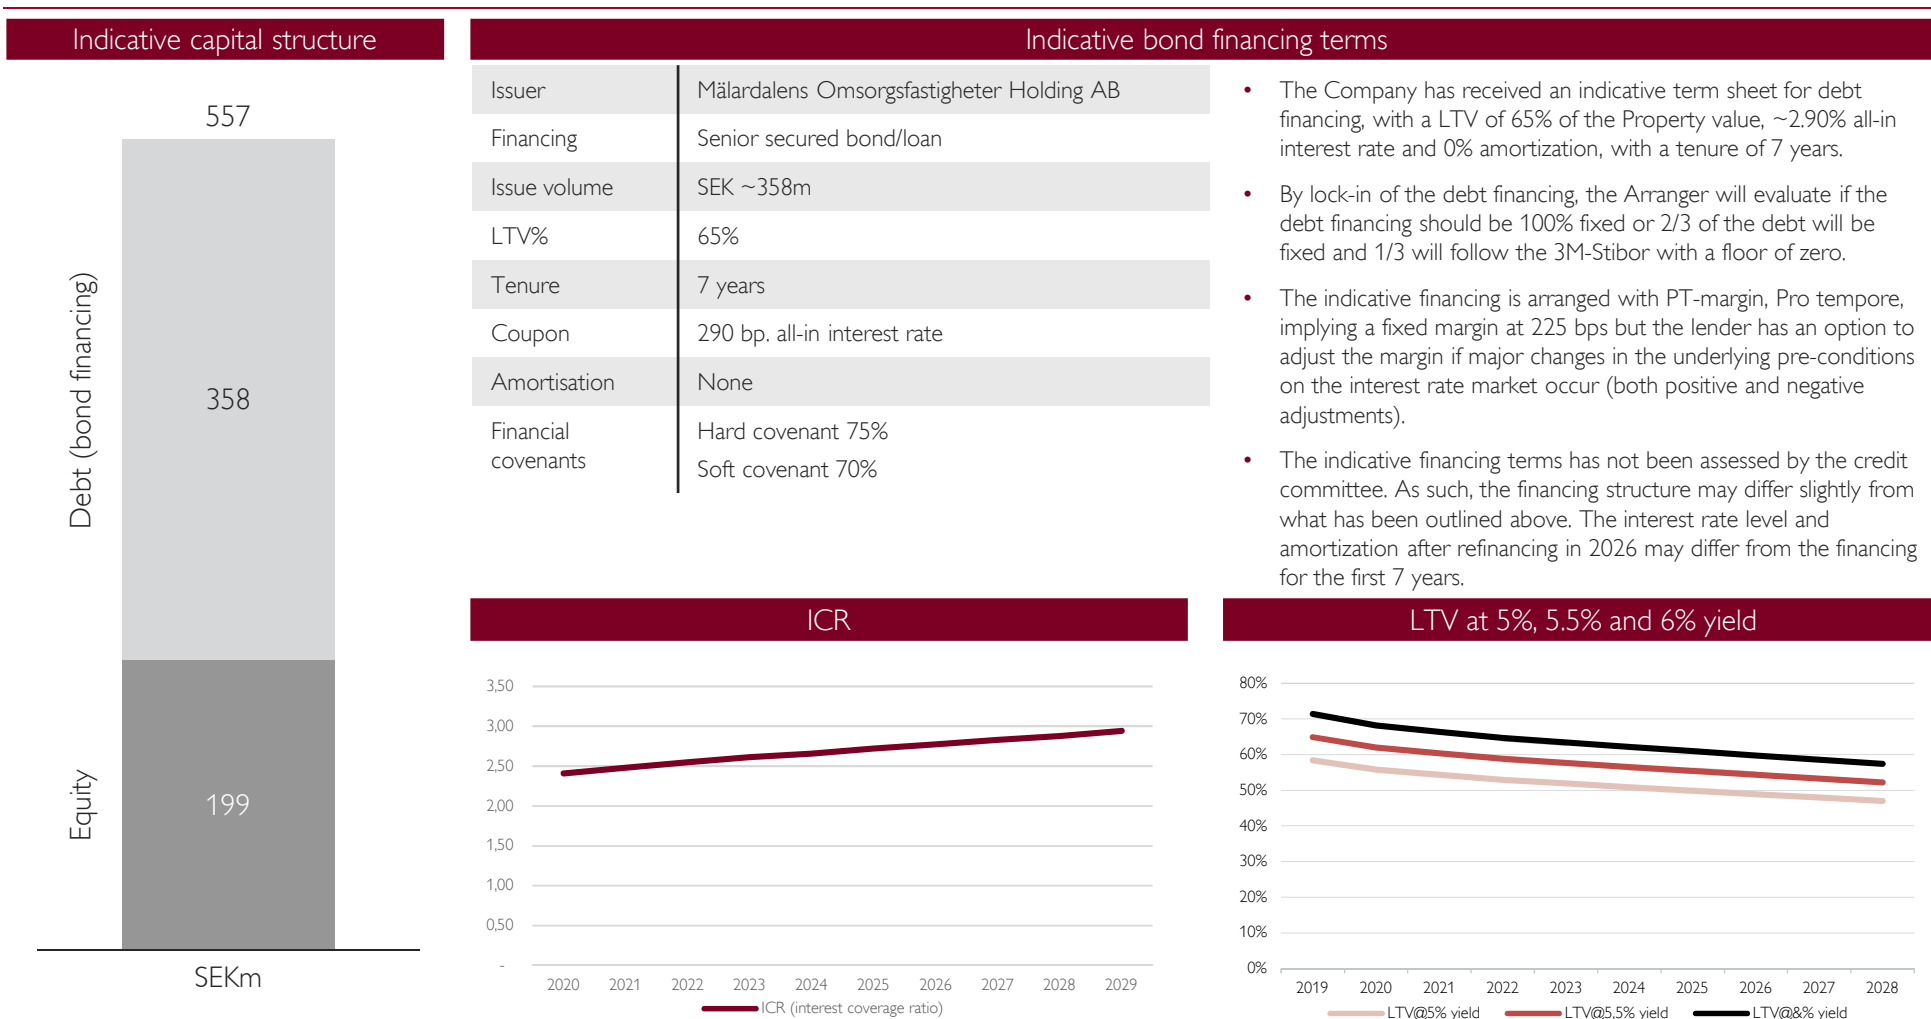 Indicative capital structure
557
358
199
Debt (bond financing)
Equity
SEKm
Indicative bond financing terms
Issuer Mälardalens Omsorgsfastigheter Holding AB
Financing Senior secured bond/loan
Issue volume SEK ~358m
LTV% 65%
Tenure 7 years
Coupon 290 bp. all-in interest rate
Amortisation None
Financial Hard covenant 75%
covenants
Soft covenant 70%
• The Company has received an indicative term sheet for debt
financing, with a LTV of 65% of the Property value, ~2.90% all-in
interest rate and 0% amortization, with a tenure of 7 years.
• By lock-in of the debt financing, the Arranger will evaluate if the
debt financing should be 100% fixed or 2/3 of the debt will be
fixed and 1/3 will follow the 3M-Stibor with a floor of zero.
• The indicative financing is arranged with PT-margin, Pro tempore,
implying a fixed margin at 225 bps but the lender has an option to
adjust the margin if major changes in the underlying pre-conditions
on the interest rate market occur (both positive and negative
adjustments).
• The indicative financing terms has not been assessed by the credit
committee. As such, the financing structure may differ slightly from
what has been outlined above. The interest rate level and
amortization after refinancing in 2026 may differ from the financing
for the first 7 years.
ICR
3,50
3,00
2,50
2,00
1,50
1,00
0,50
-
2020 2021 2022 2023 2024 2025 2026 2027 2028 2029
ICR (interest coverage ratio)
LTV at 5%, 5.5% and 6% yield
80%
70%
60%
50%
40%
30%
20%
10%
0%
2019 2020 2021 2022 2023 2024 2025 2026 2027 2028
LTV@5% yield LTV@5,5% yield LTV@&% yield